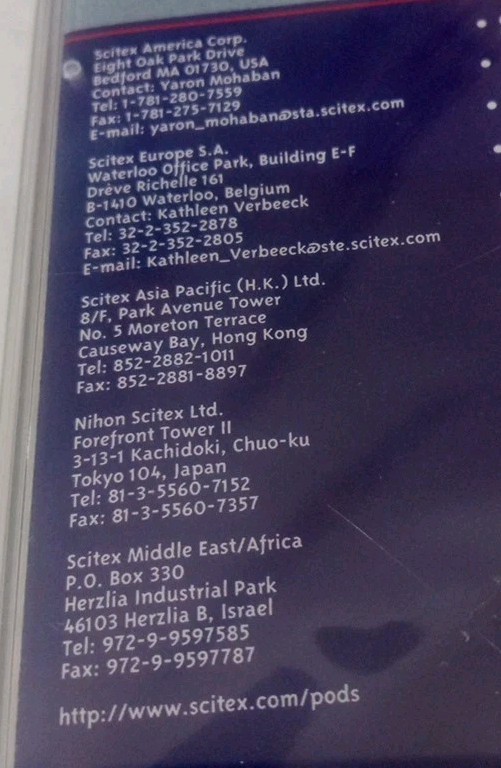 Scitex America Corp.
Eight Oak Park Drive
Bedford MA 01730, USA
Contact: Yaron Mohaban
Tel: 1-781-280-7559
Fax: 1-781-275-7129
E-mail: yaron_mohaban@sta.scitex.com
Scitex Europe S.A.
Waterloo Office Park, Building E-F
Drève Richelle 161
B-1410 Waterloo, Belgium
Contact: Kathleen Verbeeck
Tel: 32-2-352-2878
Fax: 32-2-352-2805
E-mail: Kathleen_Verbeeck@ste.scitex.com
Scitex Asia Pacific (H.K.) Ltd.
8/F, Park Avenue Tower
No. 5 Moreton Terrace
Causeway Bay, Hong Kong
Tel: 852-2882-1011
Fax: 852-2881-8897
Nihon Scitex Ltd.
Forefront Tower II
3-13-1 Kachidoki, Chuo-ku
Tokyo 104, Japan
Tel: 81-3-5560-7152
Fax: 81-3-5560-7357
Scitex Middle East/Africa
P.O. Box 330
Herzlia Industrial Park
46103 Herzlia B, Israel
Tel: 972-9-9597585
Fax: 972-9-9597787
http://www.scitex.com/pods